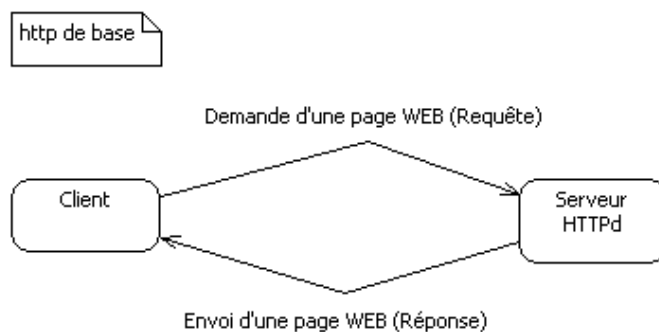 http de base
Demande d'une page WEB (Requête)
Client
Serveur
HTTPd
Envoi d'une page WEB (Réponse)